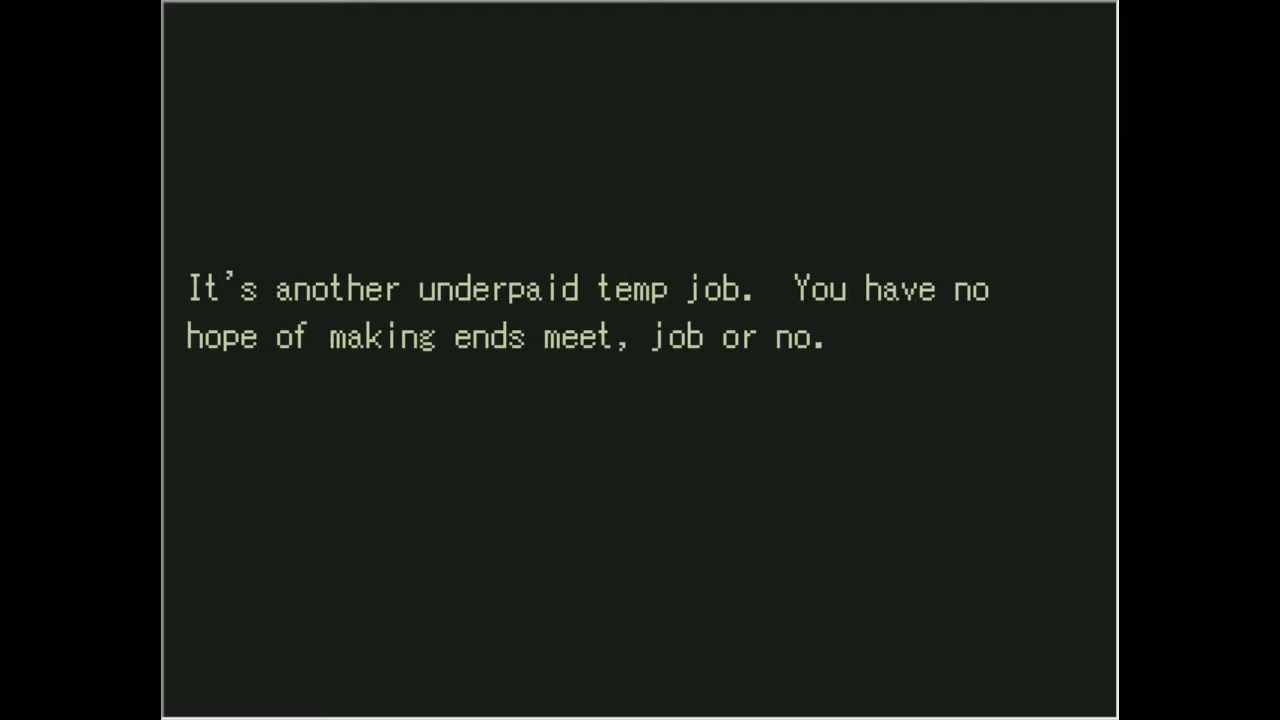 It's another underpaid temp job.  You have no
hope of making ends meet, job or no.